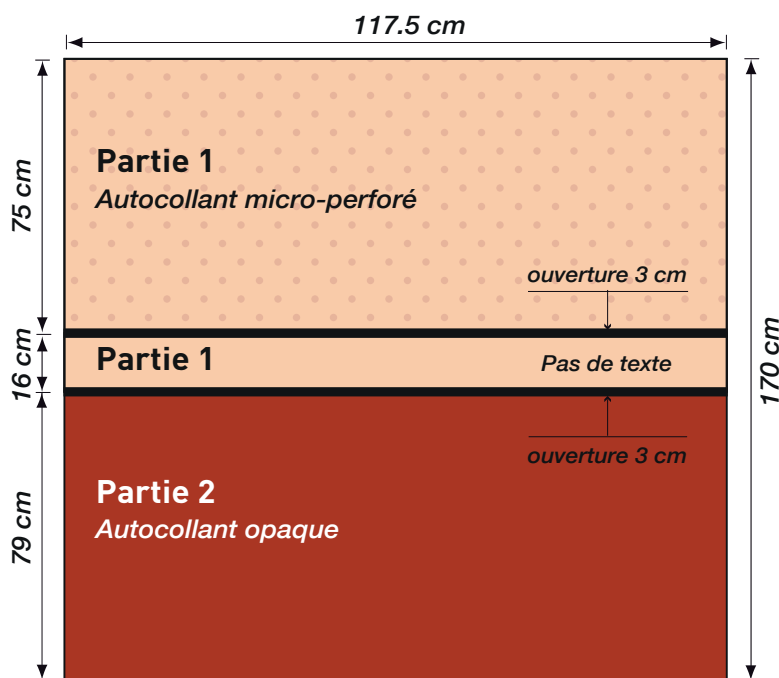 117.5 cm
75 cm
Partie 1
Autocollant micro-perforé
ouverture 3 cm
16 cm
Partie 1
Pas de texte
170 cm
ouverture 3 cm
79 cm
Partie 2
Autocollant opaque